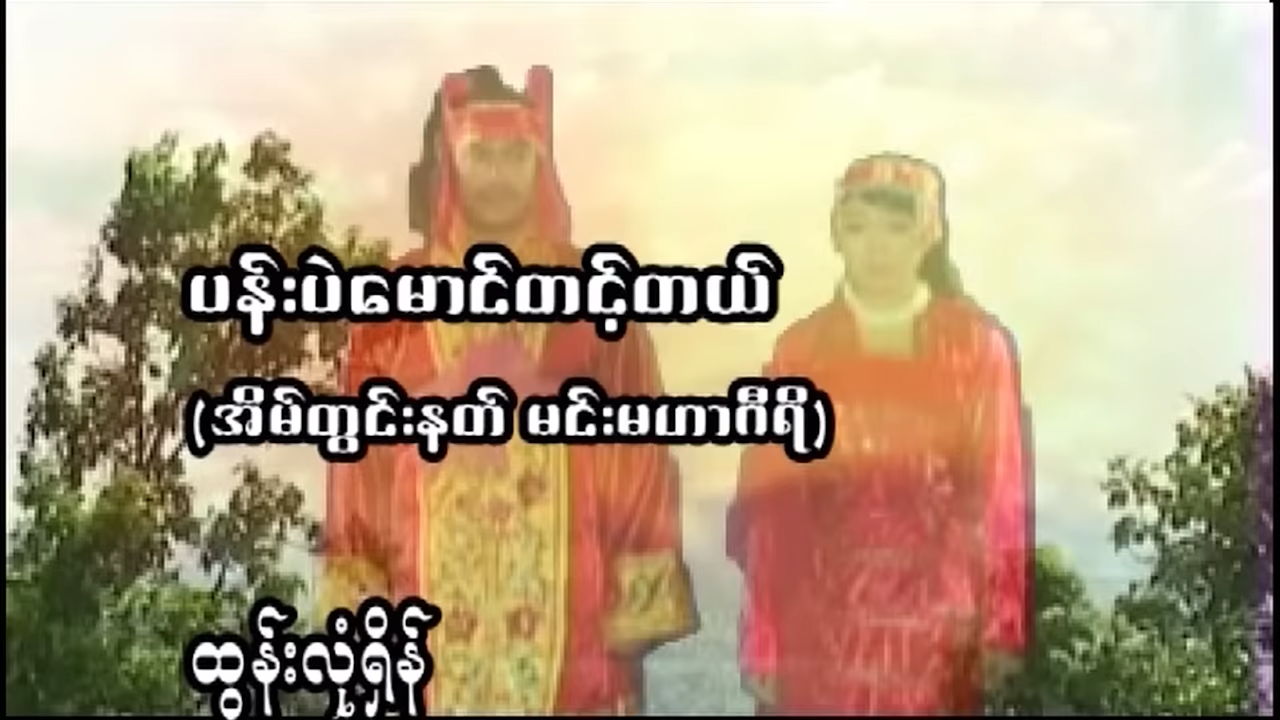 ပန်းပဲမောင်တင့်တယ်
(အိမ်တွင်းနတ် မင်းမဟာဂီရိ)
ထွန်းလုံရှိန်